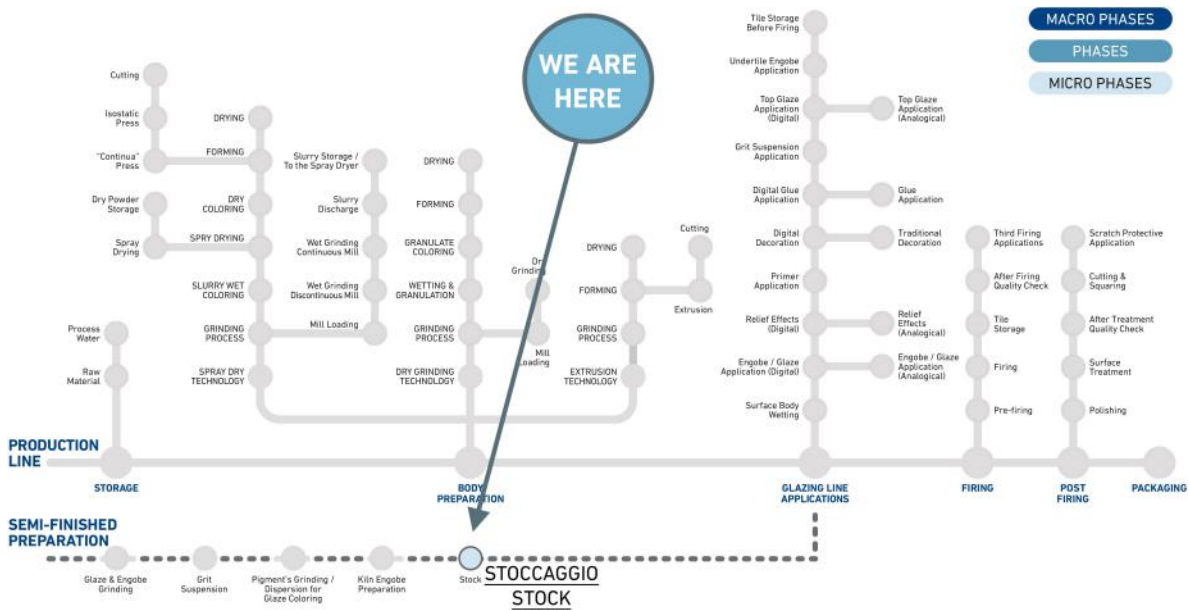 MACRO PHASES
PHASES
MICRO PHASES
WE ARE
HERE
Cutting
Isostatic
Press
"Continua"
Press
Dry Powder
Storage
Spray
Drying
Process
Water
Raw
Material
DRYING
FORMING
DRY
COLORING
SPRY DRYING
SLURRY WET
COLORING
GRINDING
PROCESS
SPRAY DRY
TECHNOLOGY
Slurry Storage /
To the Spray Dryer
Slurry
Discharge
Wet Grinding
Continuous Mill
Wet Grinding
Discontinuous Mill
Mill Loading
DRYING
FORMING
GRANULATE
COLORING
WETTING &
GRANULATION
GRINDING
PROCESS
DRY GRINDING
TECHNOLOGY
Grinding
Mill
Loading
DRYING
FORMING
GRINDING
PROCESS
EXTRUSION
TECHNOLOGY
Cutting
Extrusion
Tile Storage
Before Firing
Undertile Engobe
Application
Top Glaze
Application
(Digital)
Top Glaze
Application
(Analogical)
Grit Suspension
Application
Digital Glue
Application
Glue
Application
Digital
Decoration
Traditional
Decoration
Primer
Application
Relief Effects
(Digital)
Relief
Effects
(Analogical)
Engobe / Glaze
Application (Digital)
Engobe / Glaze
Application
(Analogical)
Surface Body
Wetting
Third Firing
Applications
After Firing
Quality Check
Tile
Storage
Firing
Pre-firing
Scratch Protective
Application
Cutting &
Squaring
After Treatment
Quality Check
Surface
Treatment
Polishing
PRODUCTION
LINE
STORAGE
BODY
PREPARATION
GLAZING LINE
APPLICATIONS
FIRING
POST
FIRING
PACKAGING
SEMI-FINISHED
PREPARATION
Glaze & Engobe
Grinding
Grit
Suspension
Pigment's Grinding /
Dispersion for
Glaze Coloring
Kiln Engobe
Preparation
Stock
STOCCAGGIO
STOCK